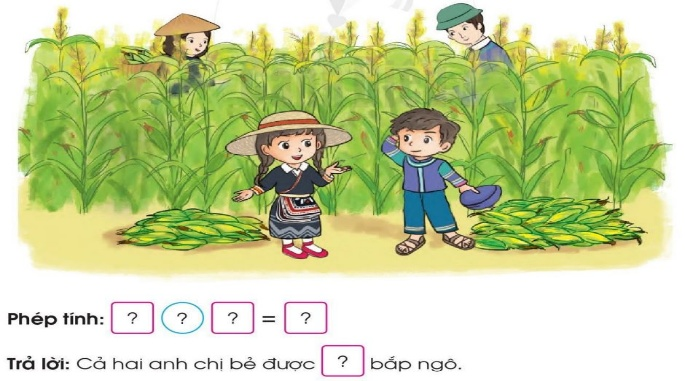 Phép tính: ? ? ? = ?
Trả lời: Cả hai anh chị bẻ được ? bắp ngô.